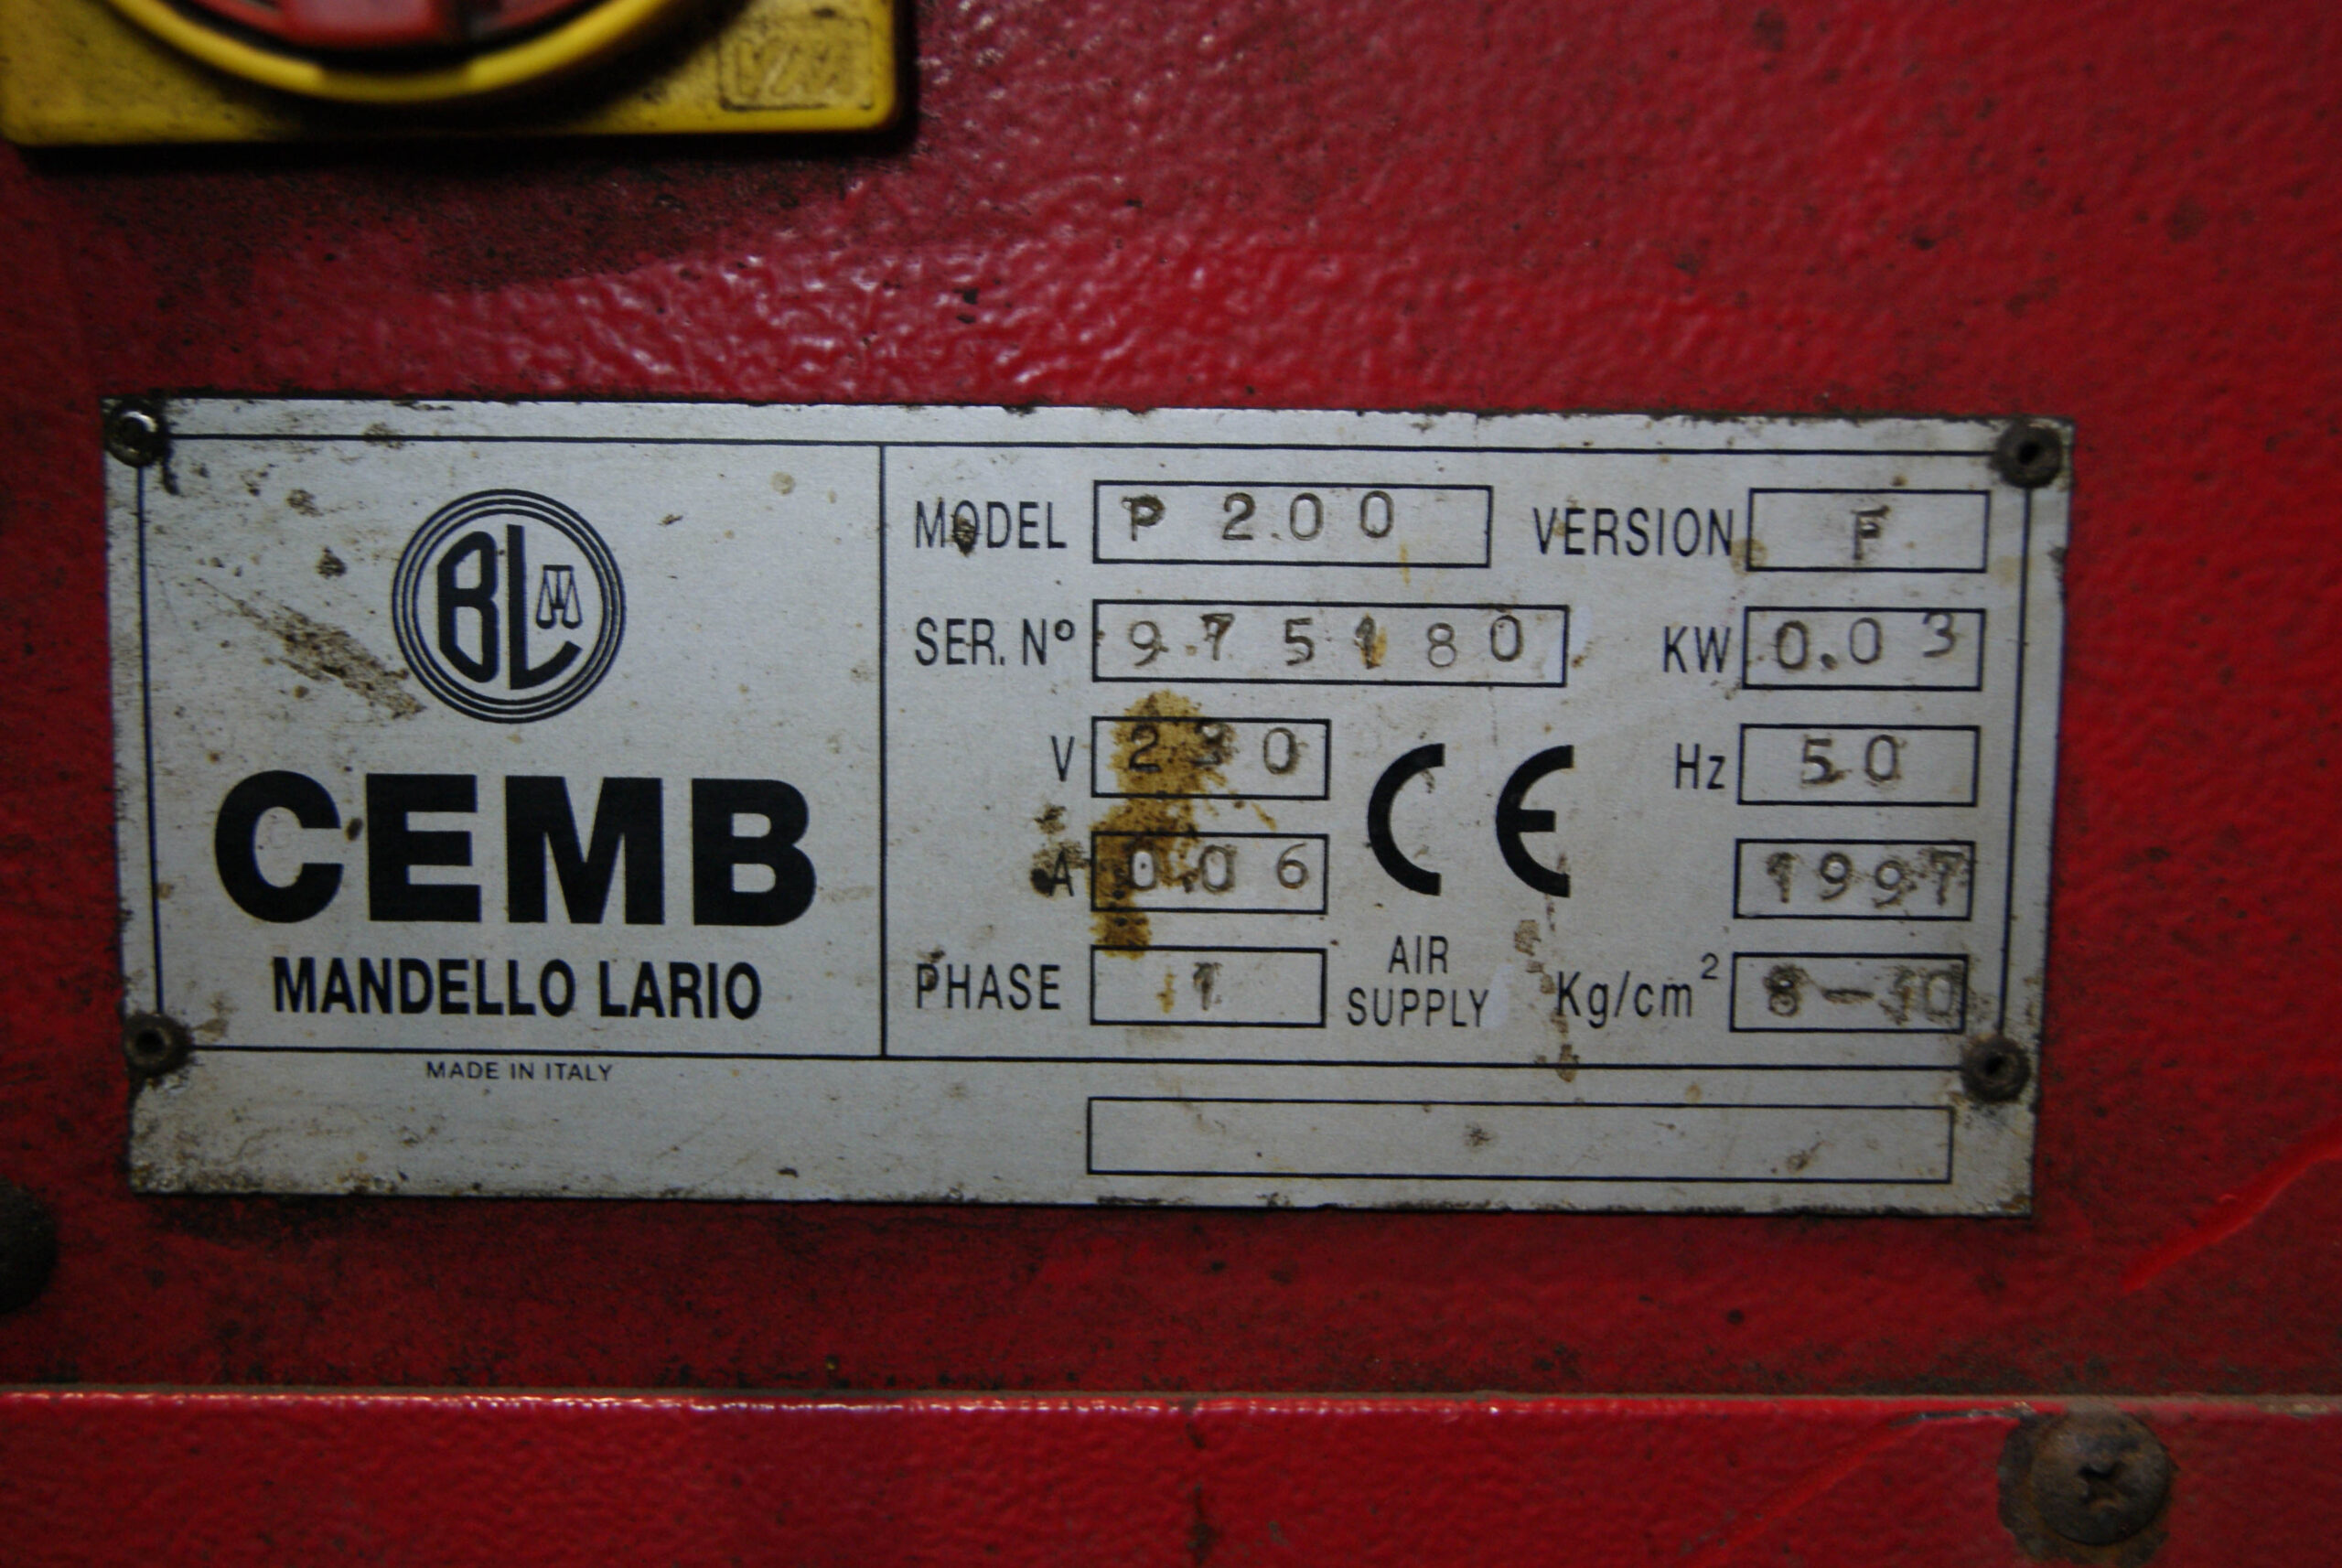 BL
CEMB
MANDELLO LARIO
MADE IN ITALY
MODEL P 200 VERSION F
SER. Nº 975180 KW 0.03
V 230 CE Hz 50
A 0.06 1997
PHASE 1 AIR SUPPLY Kg/cm² 8-10